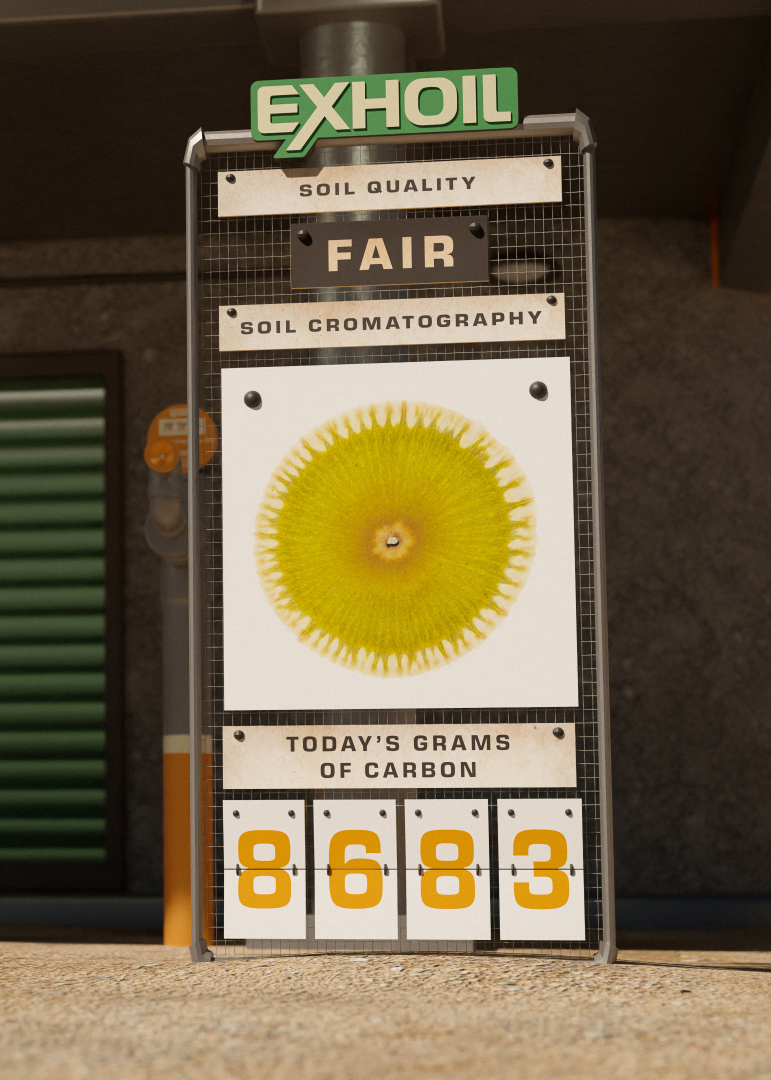 EXHOIL
SOIL QUALITY
FAIR
SOIL CROMATOGRAPHY
TODAY'S GRAMS
OF CARBON
8683